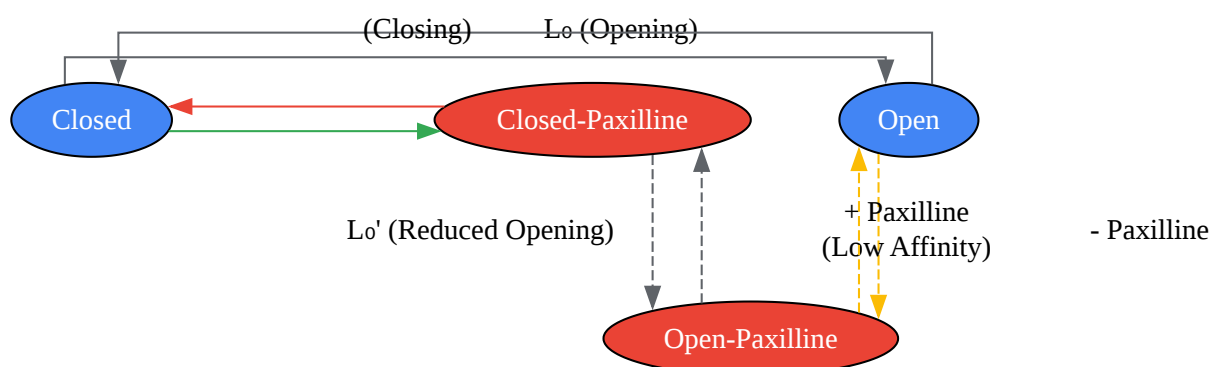 (Closing)
L₀ (Opening)
Closed
Closed-Paxilline
Open
L₀' (Reduced Opening)
+ Paxilline
(Low Affinity)
- Paxilline
Open-Paxilline